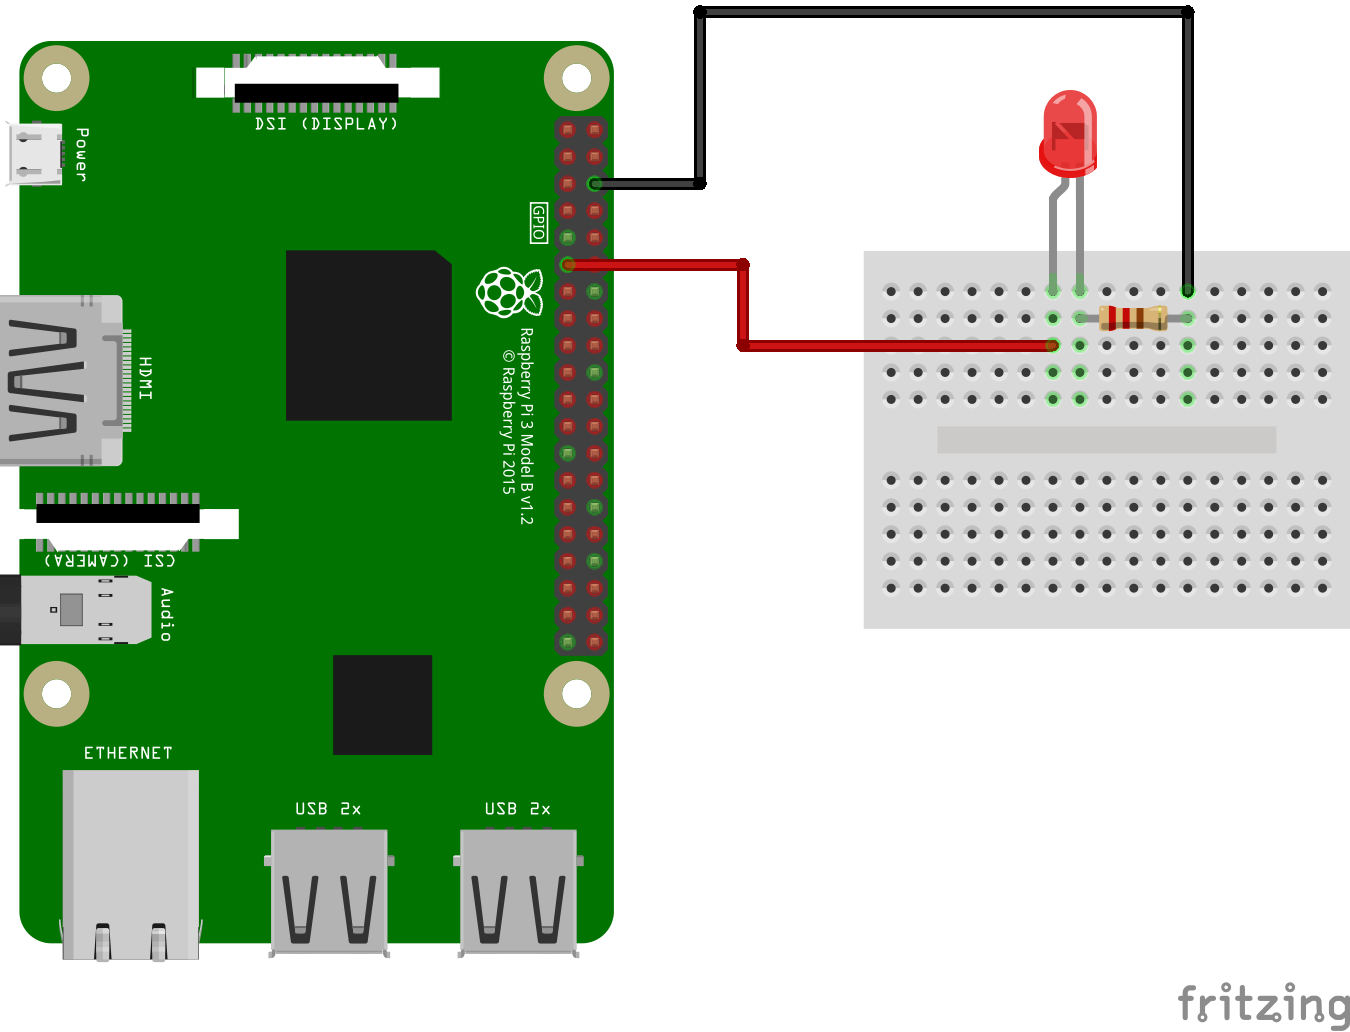 DSI (DISPLAY)
Power
GPIO
Raspberry Pi 3 Model B v1.2
© Raspberry Pi 2015
HDMI
CSI (CAMERA)
Audio
ETHERNET
USB 2x
USB 2x
fritzing